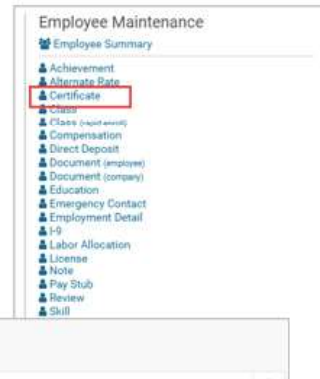 Employee Maintenance
Employee Summary
Achievement
Alternate Rate
Certificate
Class
Class (rapid enroll)
Compensation
Direct Deposit
Document (employee)
Document (company)
Education
Emergency Contact
Employment Detail
I-9
Labor Allocation
License
Note
Pay Stub
Review
Skill